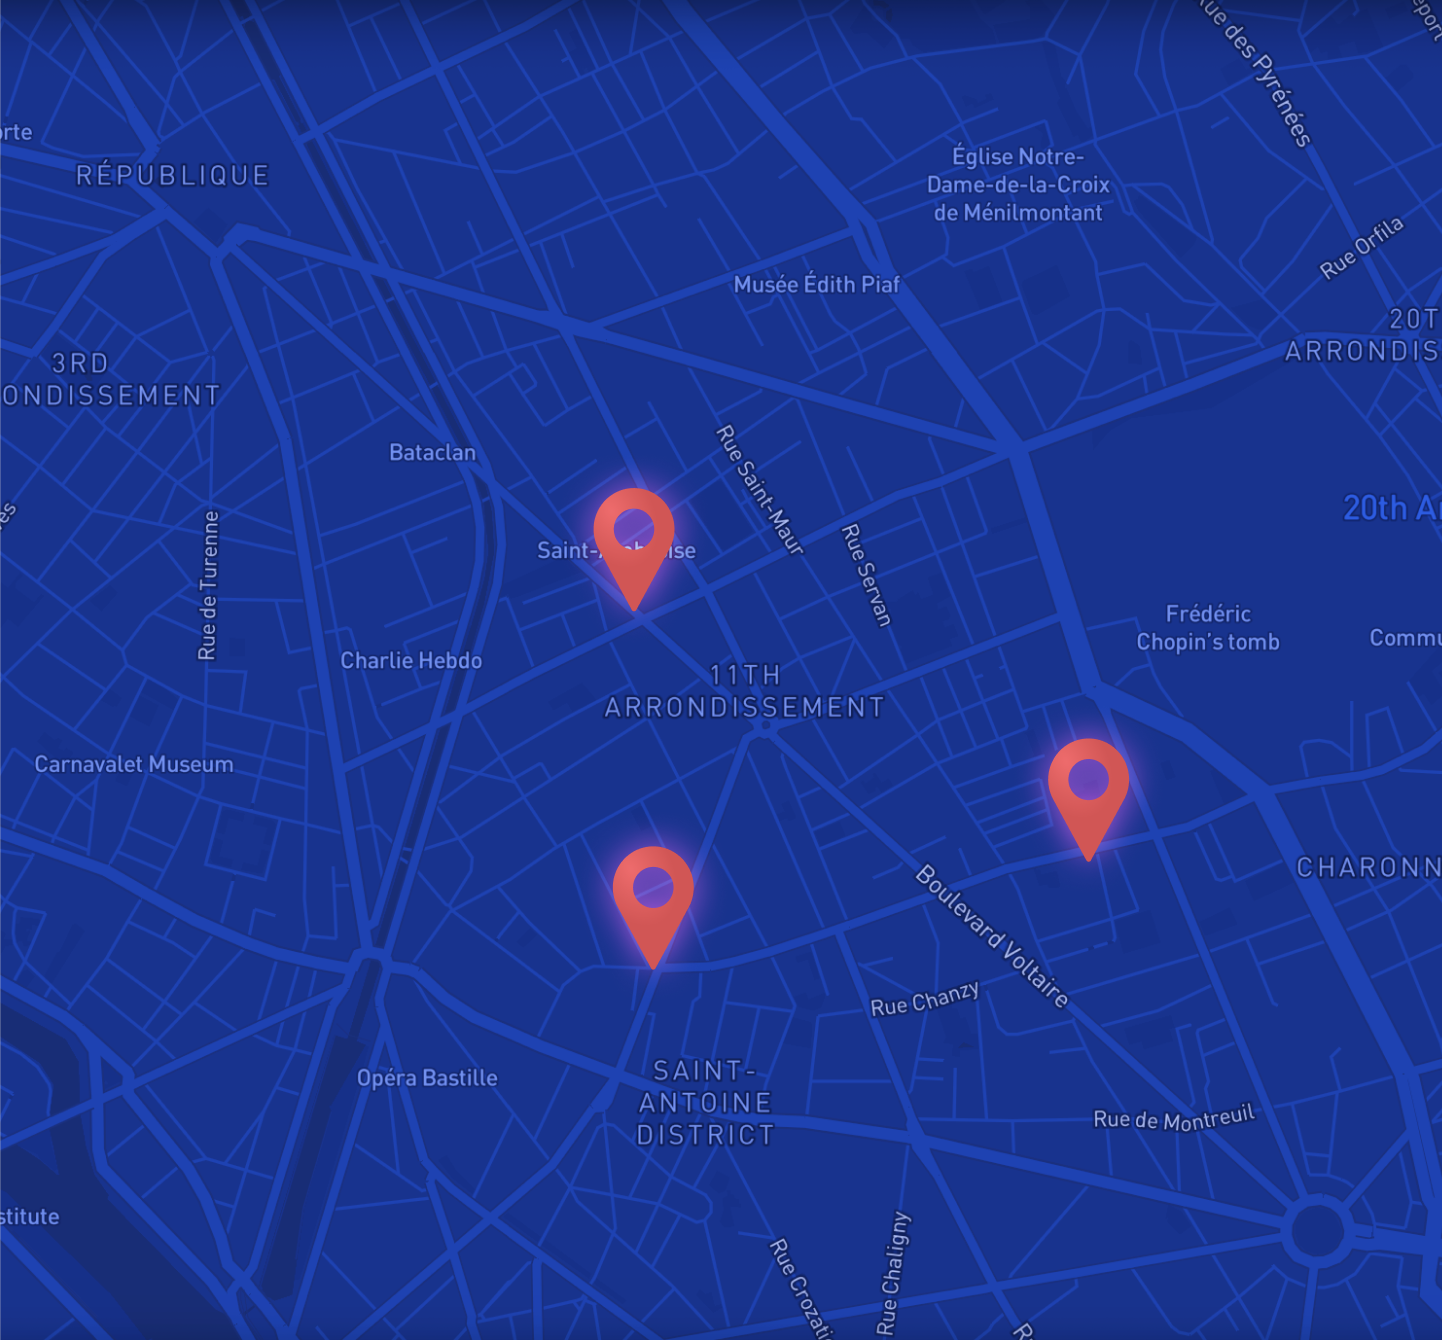 Rue des Pyrénées
orte
RÉPUBLIQUE
Église Notre-
Dame-de-la-Croix
de Ménilmontant
Rue Orfila
Musée Édith Piaf
20T
ARRONDIS
3RD
ONDISSEMENT
Bataclan
Rue Saint-Maur
20th Ar
Saint-A
ise
Rue Servan
Rue de Turenne
Frédéric
Chopin's tomb
Commu
Charlie Hebdo
11TH
ARRONDISSEMENT
Carnavalet Museum
CHARONN
Boulevard Voltaire
Rue Chanzy
Opéra Bastille
SAINT-
ANTOINE
DISTRICT
Rue de Montreuil
stitute
Rue Chaligny
Rue Crozati